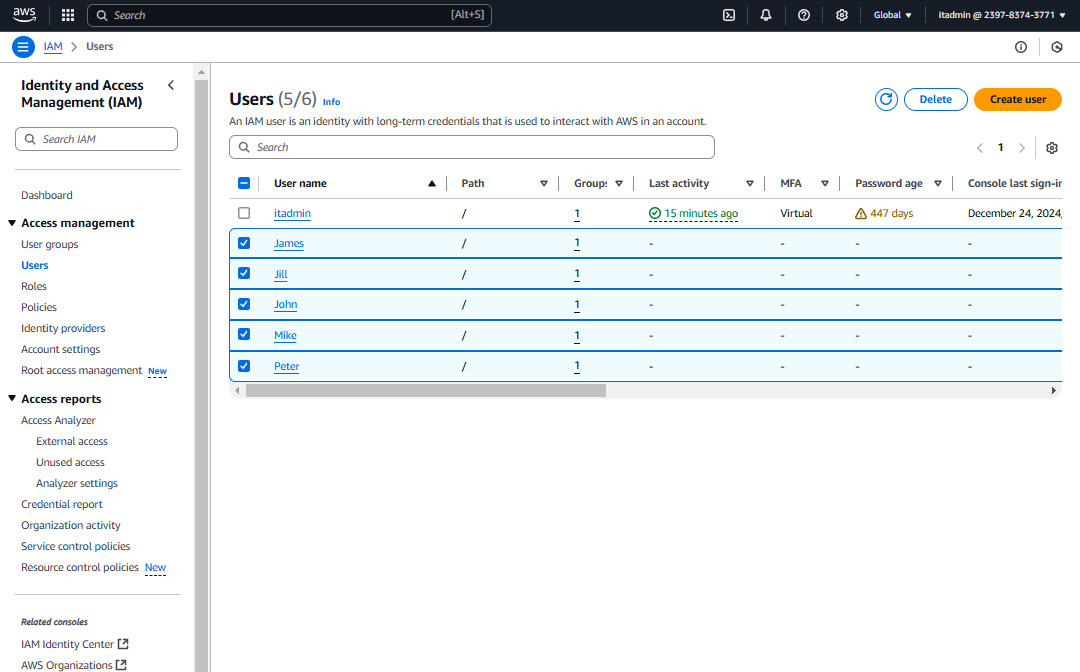 aws
Search [Alt+S]
Global
itadmin @ 2397-8374-3771
IAM
Users
Identity and Access
Management (IAM)
Search IAM
Dashboard
Access management
User groups
Users
Roles
Policies
Identity providers
Account settings
Root access management New
Access reports
Access Analyzer
External access
Unused access
Analyzer settings
Credential report
Organization activity
Service control policies
Resource control policies New
Related consoles
IAM Identity Center
AWS Organizations
Users (5/6) Info
Delete
Create user
An IAM user is an identity with long-term credentials that is used to interact with AWS in an account.
Search
1
User name Path Groups Last activity MFA Password age Console last sign-in
itadmin / 1 15 minutes ago Virtual 447 days December 24, 2024,
James / 1 - - - -
Jill / 1 - - - -
John / 1 - - - -
Mike / 1 - - - -
Peter / 1 - - - -